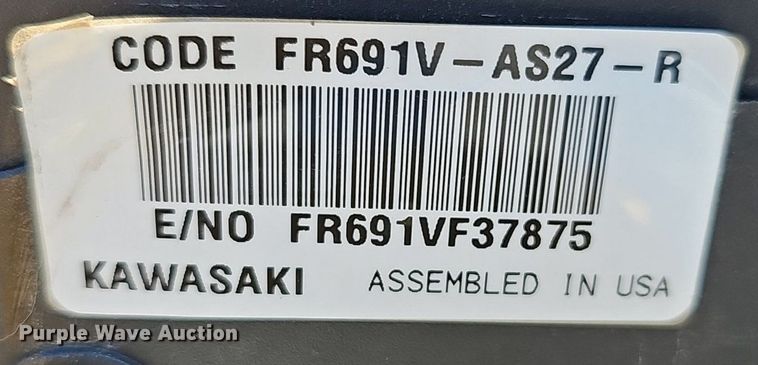 CODE FR691V-AS27-R
E/NO FR691VF37875
KAWASAKI ASSEMBLED IN USA
Purple Wave Auction